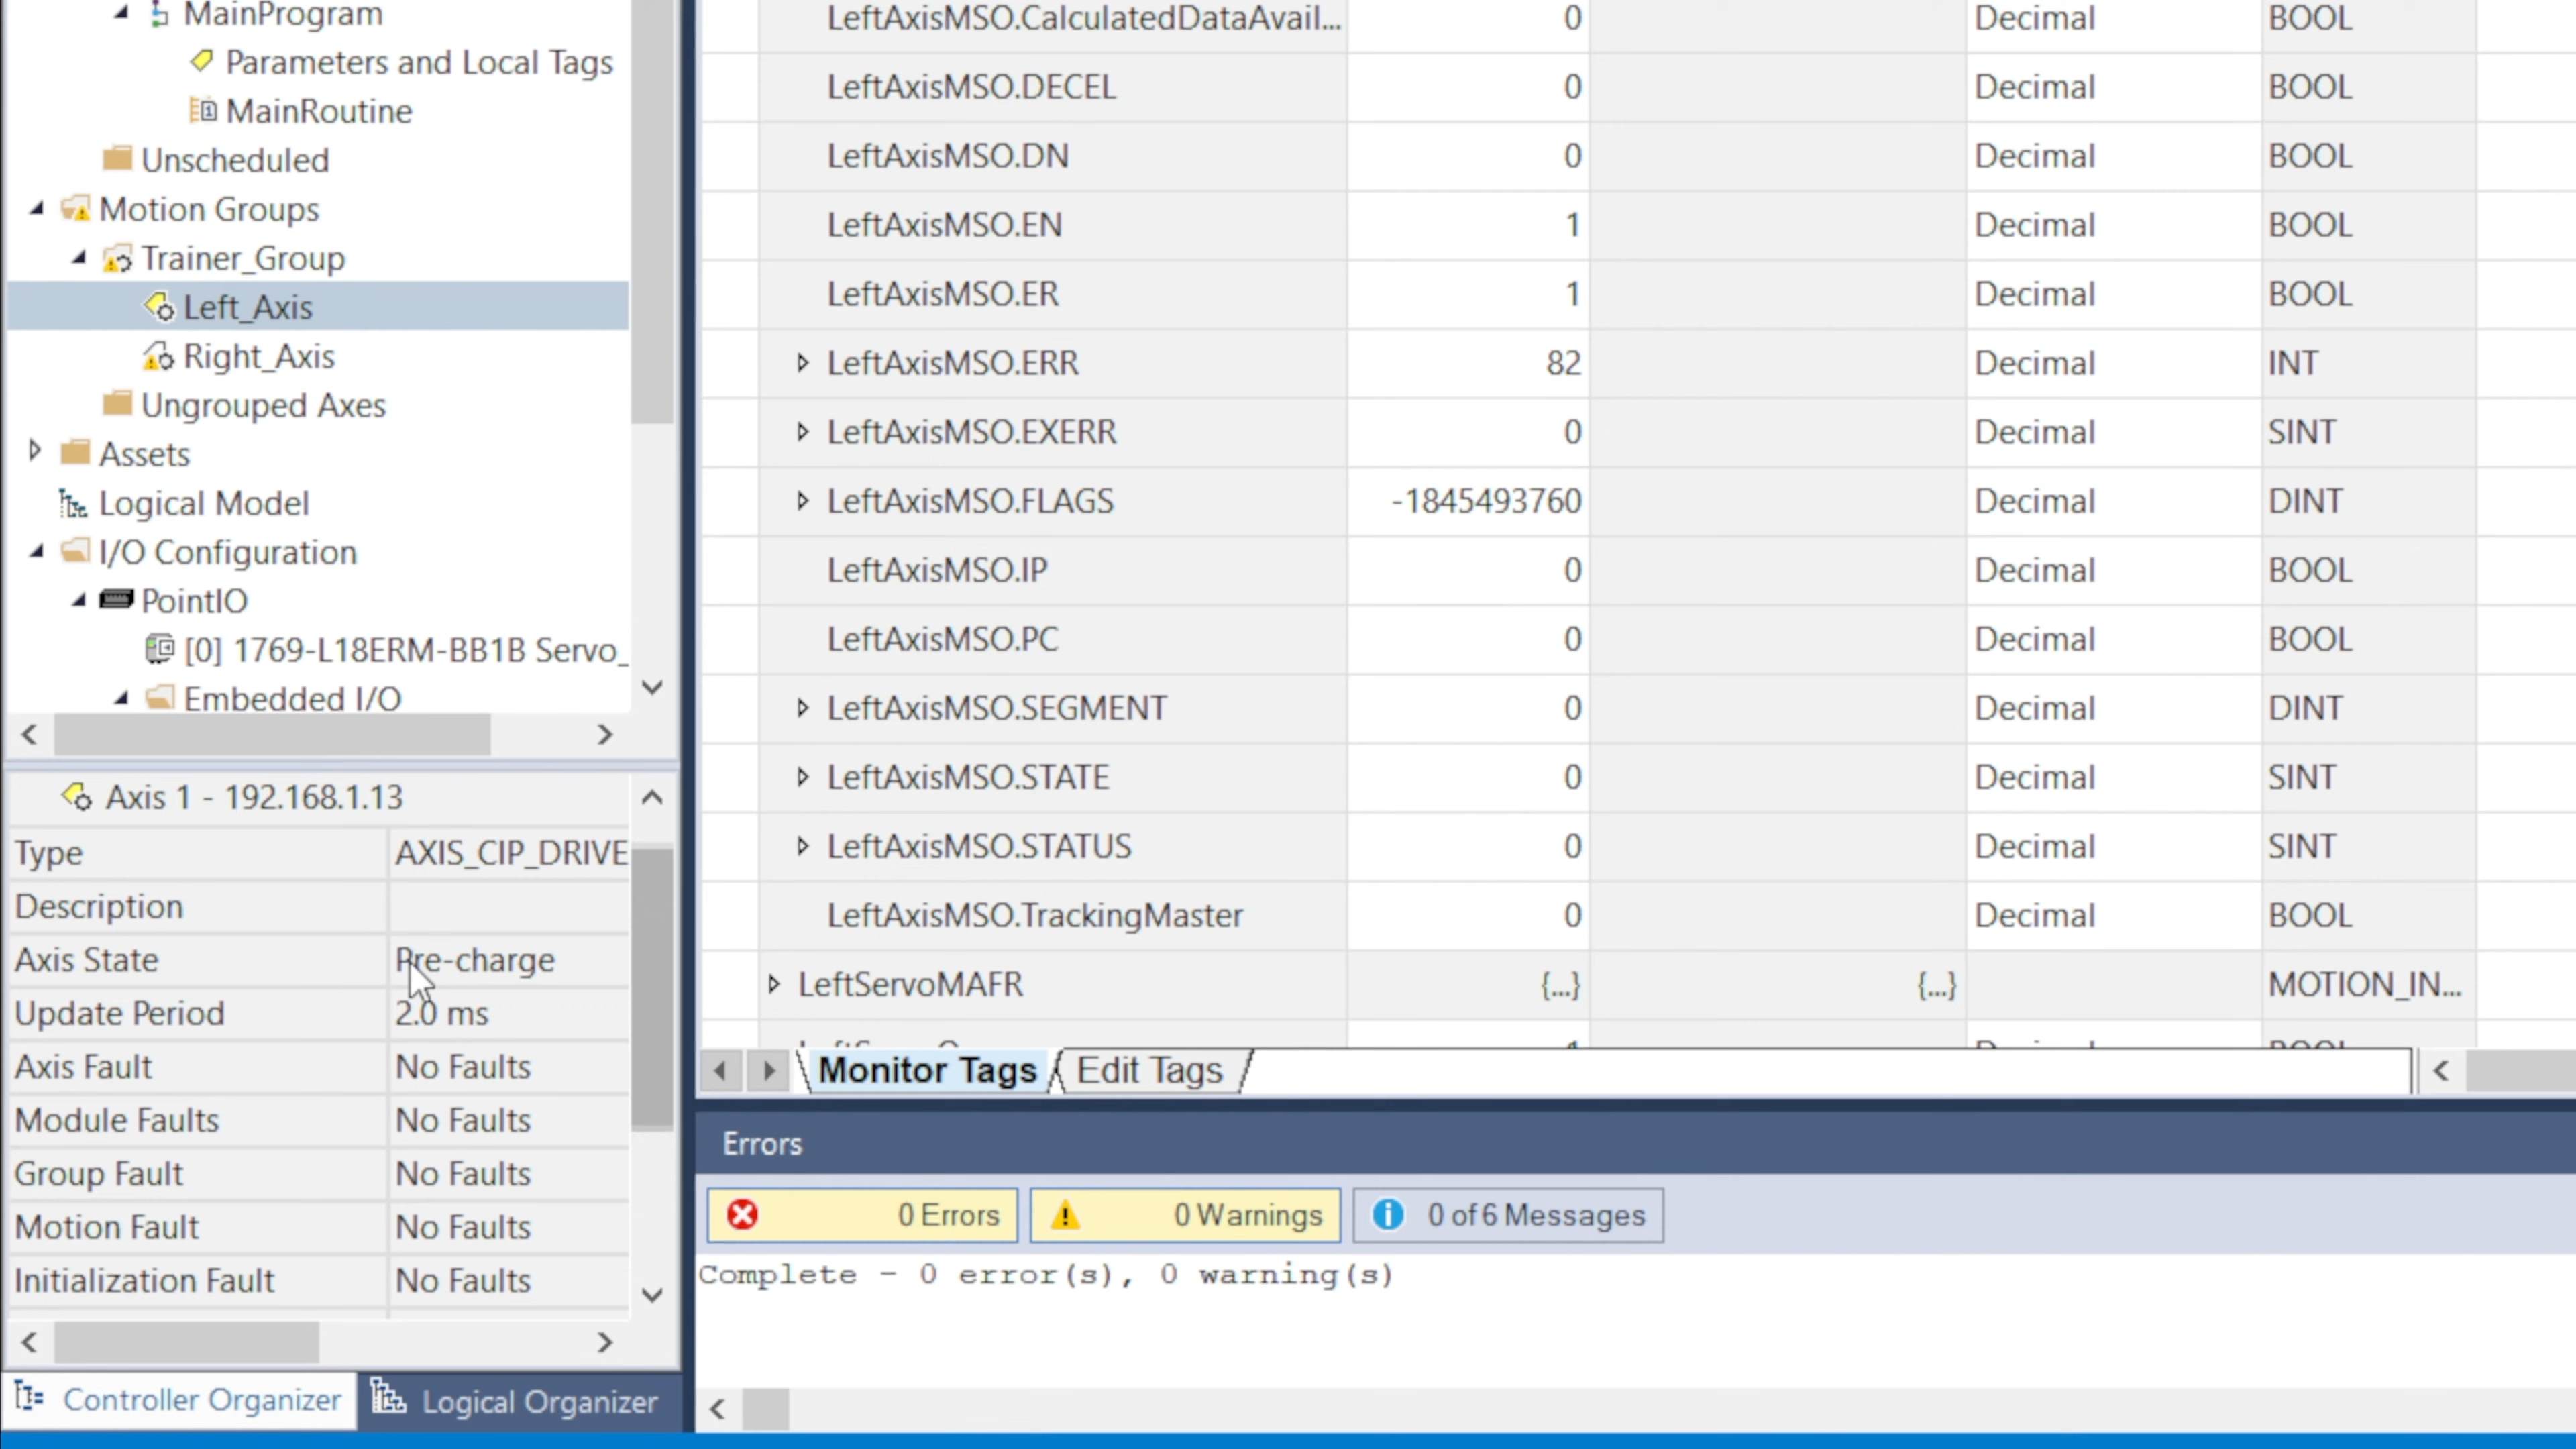 MainProgram
Parameters and Local Tags
MainRoutine
Unscheduled
Motion Groups
Trainer_Group
Left_Axis
Right_Axis
Ungrouped Axes
Assets
Logical Model
I/O Configuration
PointIO
[0] 1769-L18ERM-BB1B Servo_
Embedded I/O
Axis 1 - 192.168.1.13
Type AXIS_CIP_DRIVE
Description
Axis State Pre-charge
Update Period 2.0 ms
Axis Fault No Faults
Module Faults No Faults
Group Fault No Faults
Motion Fault No Faults
Initialization Fault No Faults
Controller Organizer Logical Organizer
LeftAxisMSO.CalculatedDataAvail... 0 Decimal BOOL
LeftAxisMSO.DECEL 0 Decimal BOOL
LeftAxisMSO.DN 0 Decimal BOOL
LeftAxisMSO.EN 1 Decimal BOOL
LeftAxisMSO.ER 1 Decimal BOOL
LeftAxisMSO.ERR 82 Decimal INT
LeftAxisMSO.EXERR 0 Decimal SINT
LeftAxisMSO.FLAGS -1845493760 Decimal DINT
LeftAxisMSO.IP 0 Decimal BOOL
LeftAxisMSO.PC 0 Decimal BOOL
LeftAxisMSO.SEGMENT 0 Decimal DINT
LeftAxisMSO.STATE 0 Decimal SINT
LeftAxisMSO.STATUS 0 Decimal SINT
LeftAxisMSO.TrackingMaster 0 Decimal BOOL
LeftServoMAFR {...} {...} MOTION_IN...
Monitor Tags Edit Tags
Errors
0 Errors 0 Warnings 0 of 6 Messages
Complete - 0 error(s), 0 warning(s)